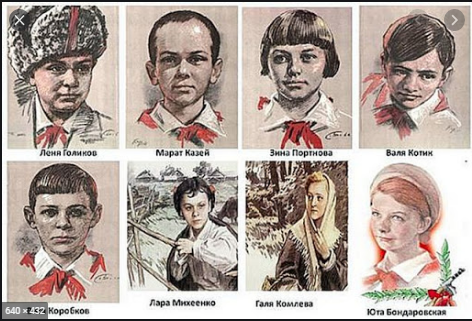 Леня Голиков
Марат Казей
Зина Портнова
Валя Котик
Коробков
Лара Михеенко
Галя Комлева
Юта Бондаровская
640 × 432